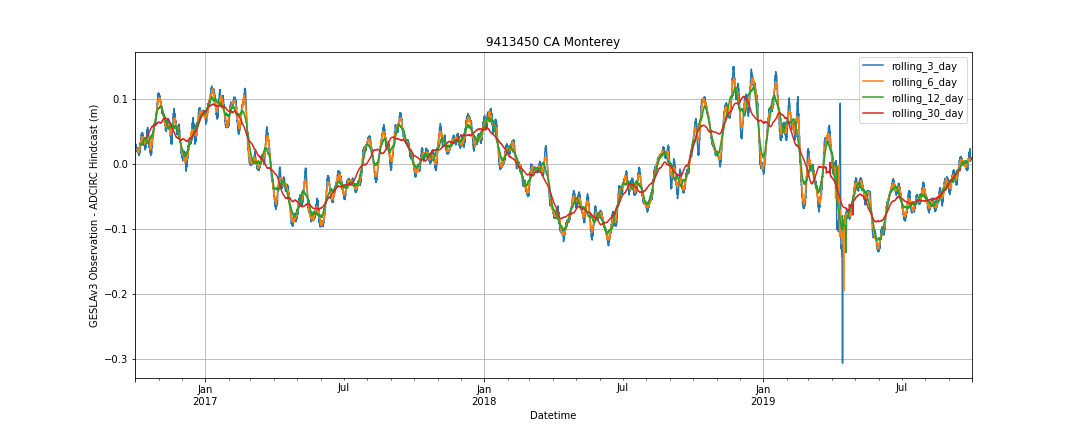 9413450 CA Monterey
GESLAv3 Observation - ADCIRC Hindcast (m)
0.1
0.0
−0.1
−0.2
−0.3
rolling_3_day
rolling_6_day
rolling_12_day
rolling_30_day
Jan
2017
Jul
Jan
2018
Jul
Jan
2019
Jul
Datetime